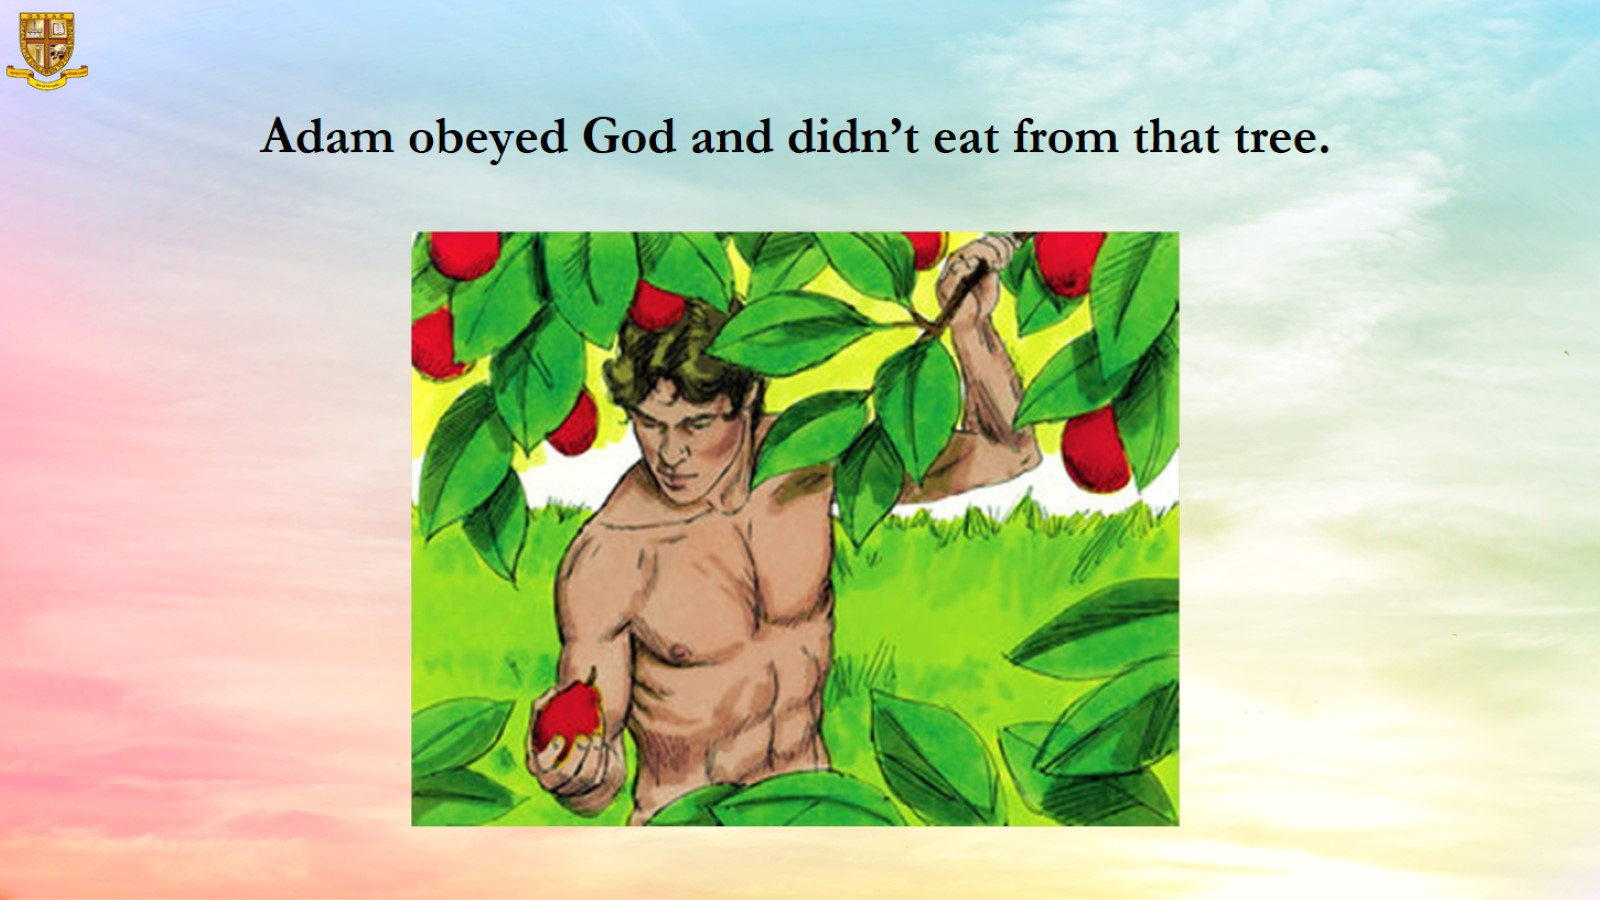 Adam obeyed God and didn’t eat from that tree.